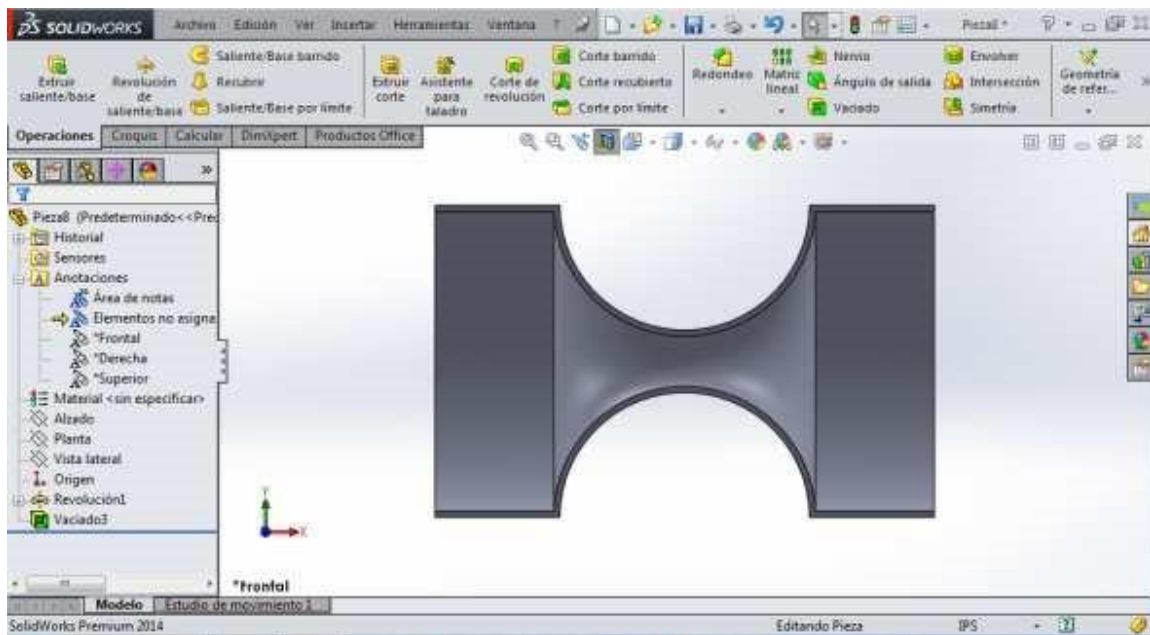 SOLIDWORKS Archivo Edición Ver Insertar Herramientas Ventana ? Pieza8 *
Extruir saliente/base
Revolución de saliente/base
Saliente/Base barrido
Recubrir
Saliente/Base por límite
Extruir corte
Asistente para taladro
Corte de revolución
Corte barrido
Corte recubierto
Corte por límite
Redondeo
Matriz lineal
Nervio
Ángulo de salida
Vaciado
Envolver
Intersección
Simetría
Geometría de refer...
Operaciones Croquis Calcular DimXpert Productos Office
Pieza8 (Predeterminado<<Pred
Historial
Sensores
Anotaciones
Área de notas
Elementos no asigna
*Frontal
*Derecha
*Superior
Material <sin especificar>
Alzado
Planta
Vista lateral
Origen
Revolución1
Vaciado3
Y
X
*Frontal
Modelo Estudio de movimiento 1
SolidWorks Premium 2014 Editando Pieza IPS